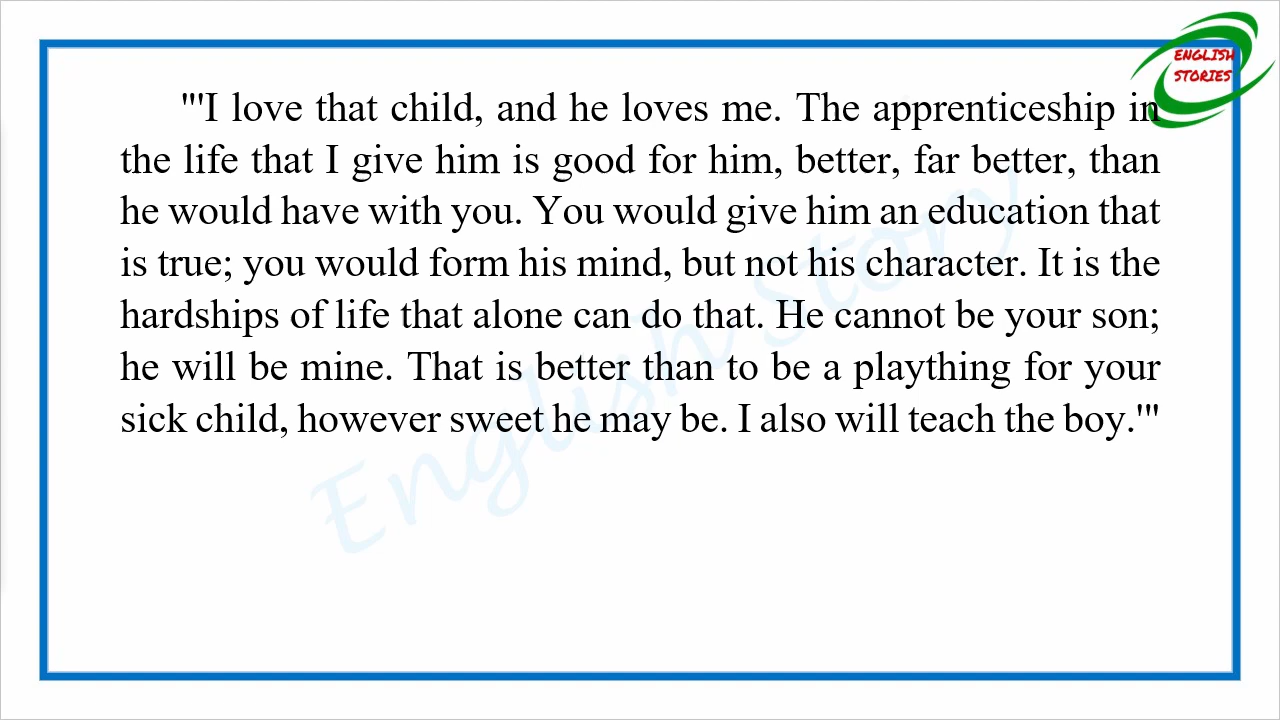 ENGLISH
STORIES
"'I love that child, and he loves me. The apprenticeship in
the life that I give him is good for him, better, far better, than
he would have with you. You would give him an education that
is true; you would form his mind, but not his character. It is the
hardships of life that alone can do that. He cannot be your son;
he will be mine. That is better than to be a plaything for your
sick child, however sweet he may be. I also will teach the boy.'"
English Story